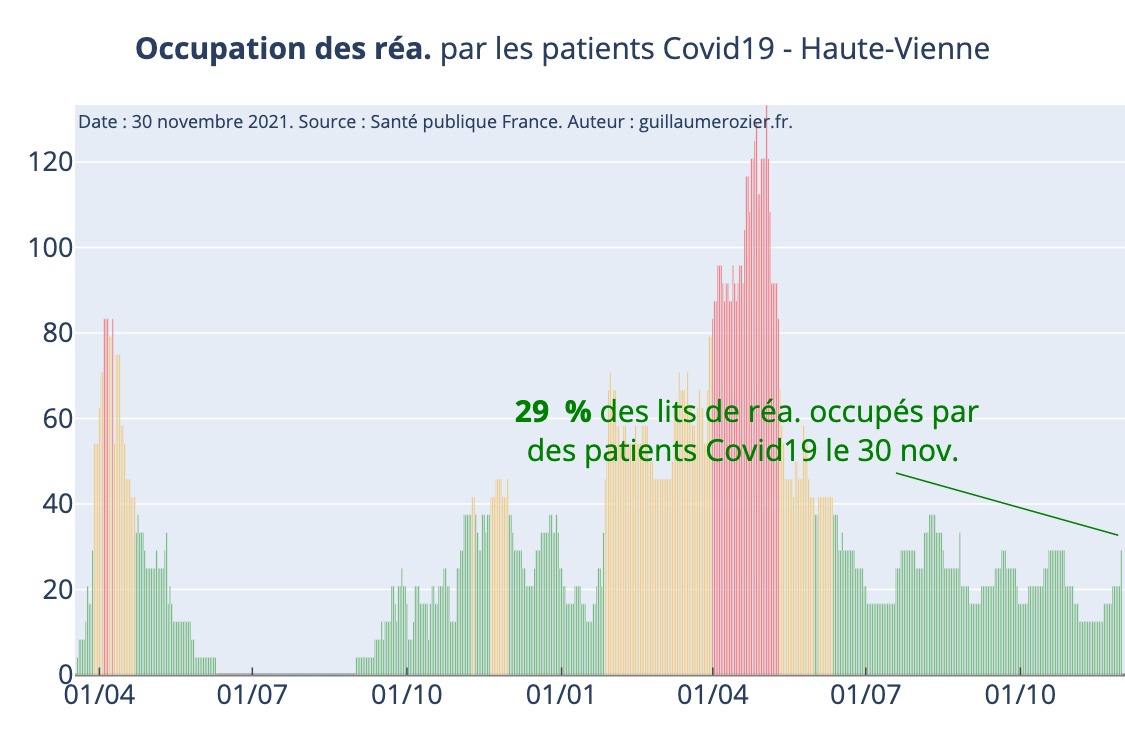 Occupation des réa. par les patients Covid19 - Haute-Vienne
Date : 30 novembre 2021. Source : Santé publique France. Auteur : guillaumerozier.fr.
120
100
80
60
40
20
0
29 % des lits de réa. occupés par
des patients Covid19 le 30 nov.
01/04 01/07 01/10 01/01 01/04 01/07 01/10